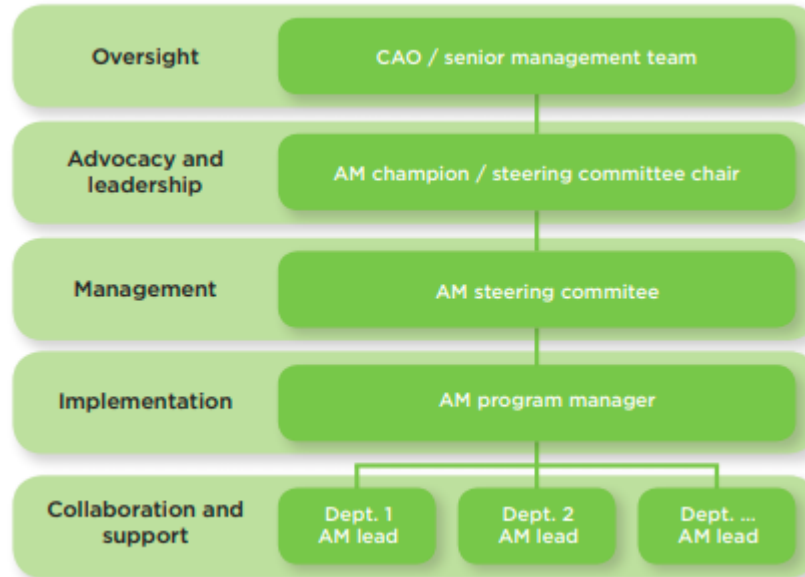 Oversight
CAO / senior management team
Advocacy and
leadership
AM champion / steering committee chair
Management
AM steering commitee
Implementation
AM program manager
Collaboration and
support
Dept. 1
AM lead
Dept. 2
AM lead
Dept. ...
AM lead